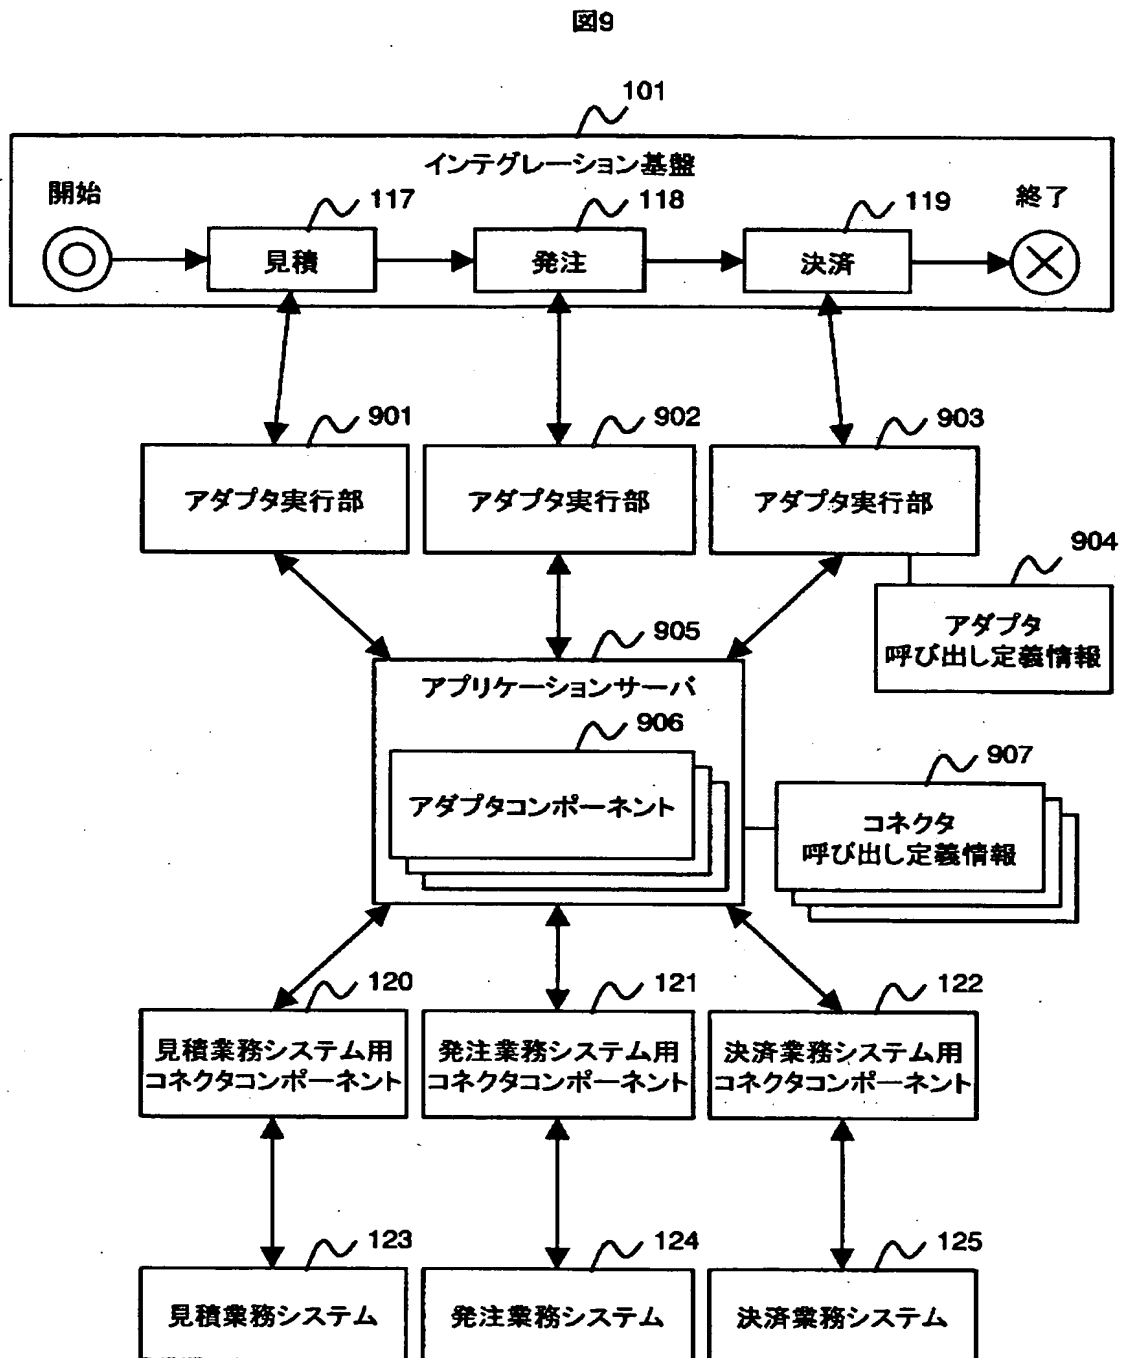 図9
101
インテグレーション基盤
開始
117
118
119
終了
見積
発注
決済
901
902
903
アダプタ実行部
アダプタ実行部
アダプタ実行部
904
アダプタ
呼び出し定義情報
905
アプリケーションサーバ
906
アダプタコンポーネント
907
コネクタ
呼び出し定義情報
120
121
122
見積業務システム用
コネクタコンポーネント
発注業務システム用
コネクタコンポーネント
決済業務システム用
コネクタコンポーネント
123
124
125
見積業務システム
発注業務システム
決済業務システム